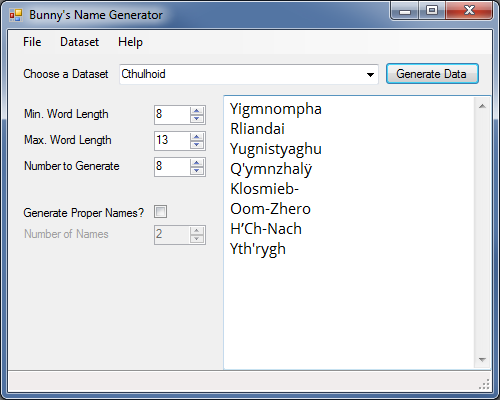 Bunny's Name Generator
File Dataset Help
Choose a Dataset Cthulhoid Generate Data
Min. Word Length 8
Max. Word Length 13
Number to Generate 8
Generate Proper Names?
Number of Names 2
Yigmnompha
Rliandai
Yugnistyaghu
Q'ymnzhalÿ
Klosmieb-
Oom-Zhero
H’Ch-Nach
Yth'rygh